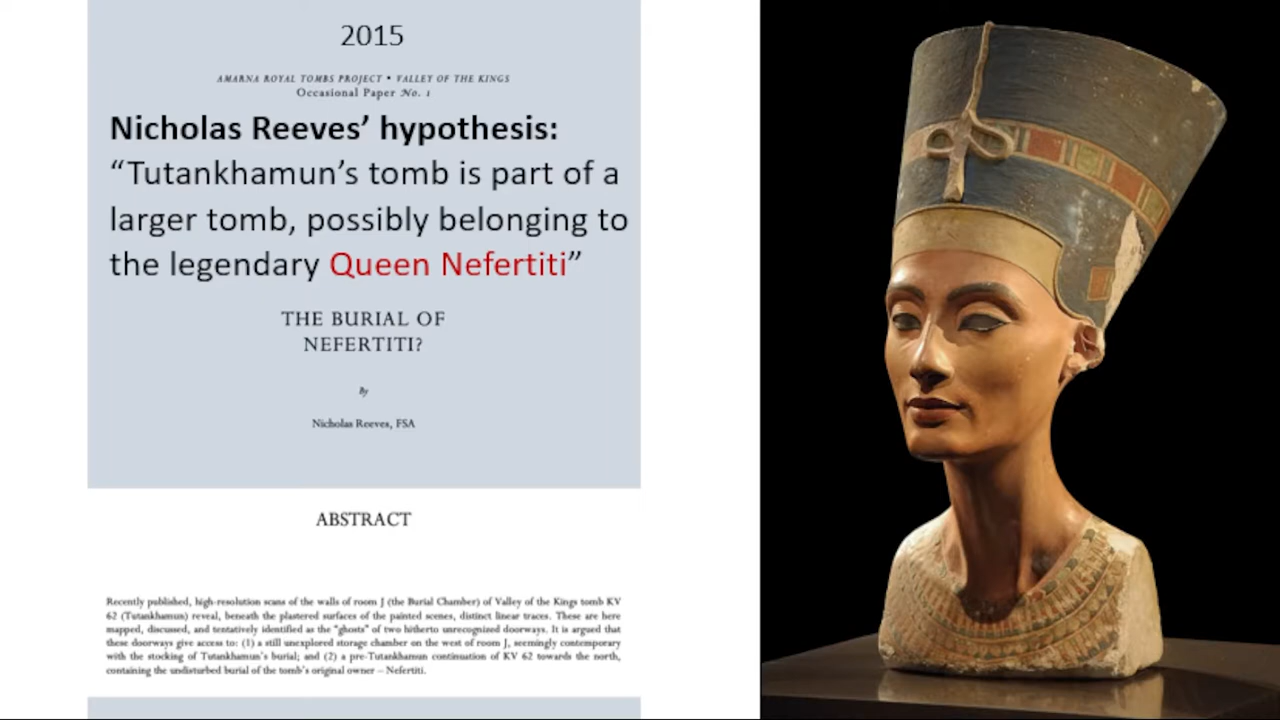 2015
AMARNA ROYAL TOMBS PROJECT • VALLEY OF THE KINGS
Occasional Paper No. 1
Nicholas Reeves’ hypothesis:
“Tutankhamun’s tomb is part of a
larger tomb, possibly belonging to
the legendary Queen Nefertiti”
THE BURIAL OF
NEFERTITI?
By
Nicholas Reeves, FSA
ABSTRACT
Recently published, high-resolution scans of the walls of room J (the Burial Chamber) of Valley of the Kings tomb KV
62 (Tutankhamun) reveal, beneath the plastered surfaces of the painted scenes, distinct linear traces. These are here
mapped, discussed, and tentatively identified as the “ghosts” of two hitherto unrecognized doorways. It is argued that
these doorways give access to: (1) a still unexplored storage chamber on the west of room J, seemingly contemporary
with the stocking of Tutankhamun’s burial; and (2) a pre-Tutankhamun continuation of KV 62 towards the north,
containing the undisturbed burial of the tomb’s original owner – Nefertiti.